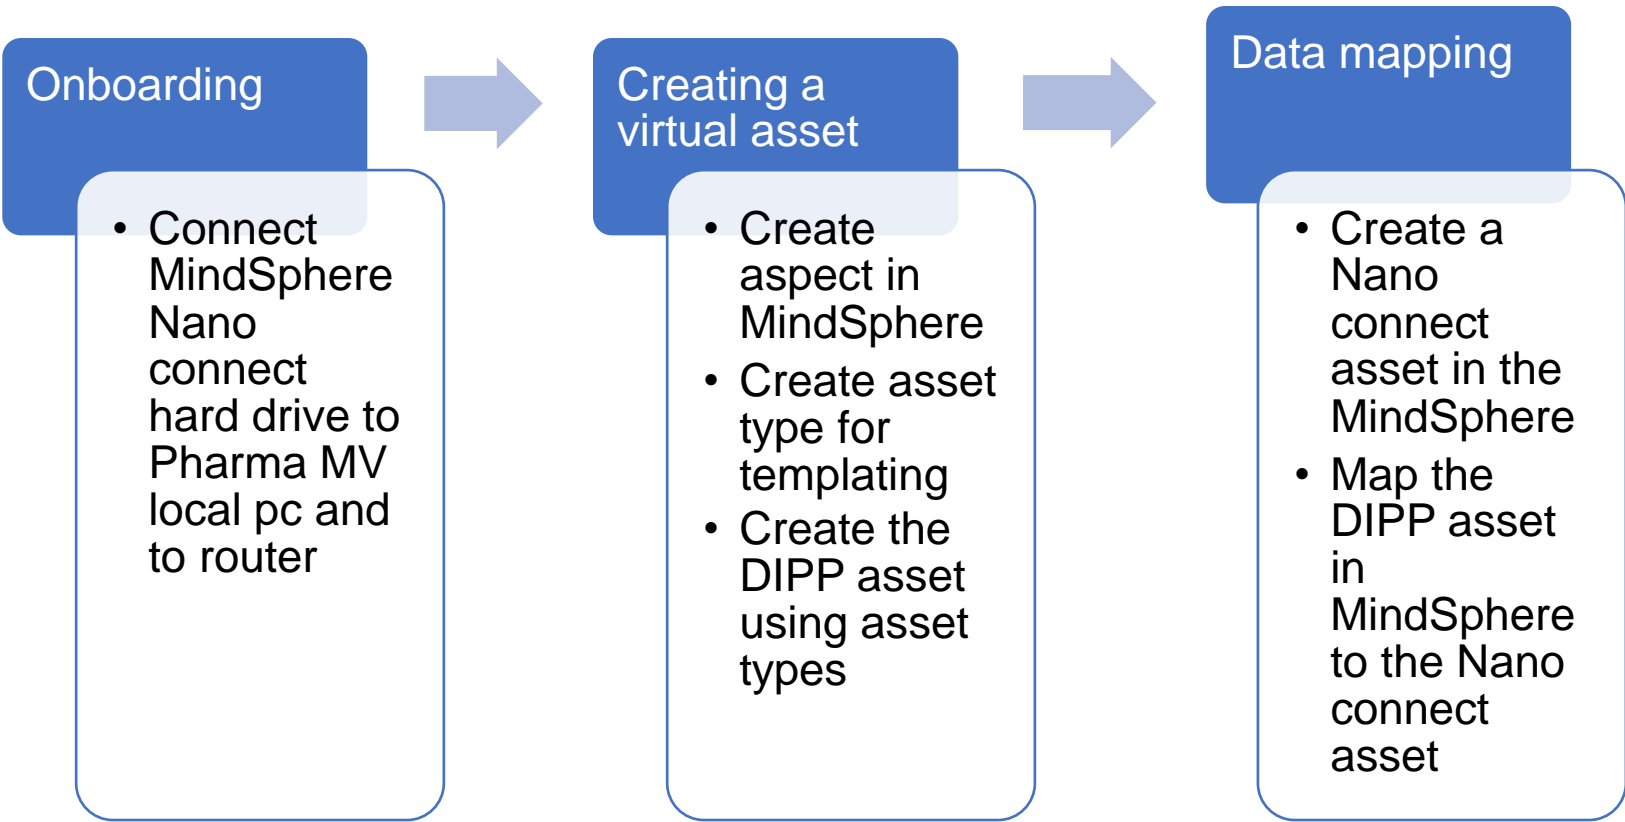 Onboarding
• Connect
MindSphere
Nano
connect
hard drive to
Pharma MV
local pc and
to router
Creating a
virtual asset
• Create
aspect in
MindSphere
• Create asset
type for
templating
• Create the
DIPP asset
using asset
types
Data mapping
• Create a
Nano
connect
asset in the
MindSphere
• Map the
DIPP asset
in
MindSphere
to the Nano
connect
asset